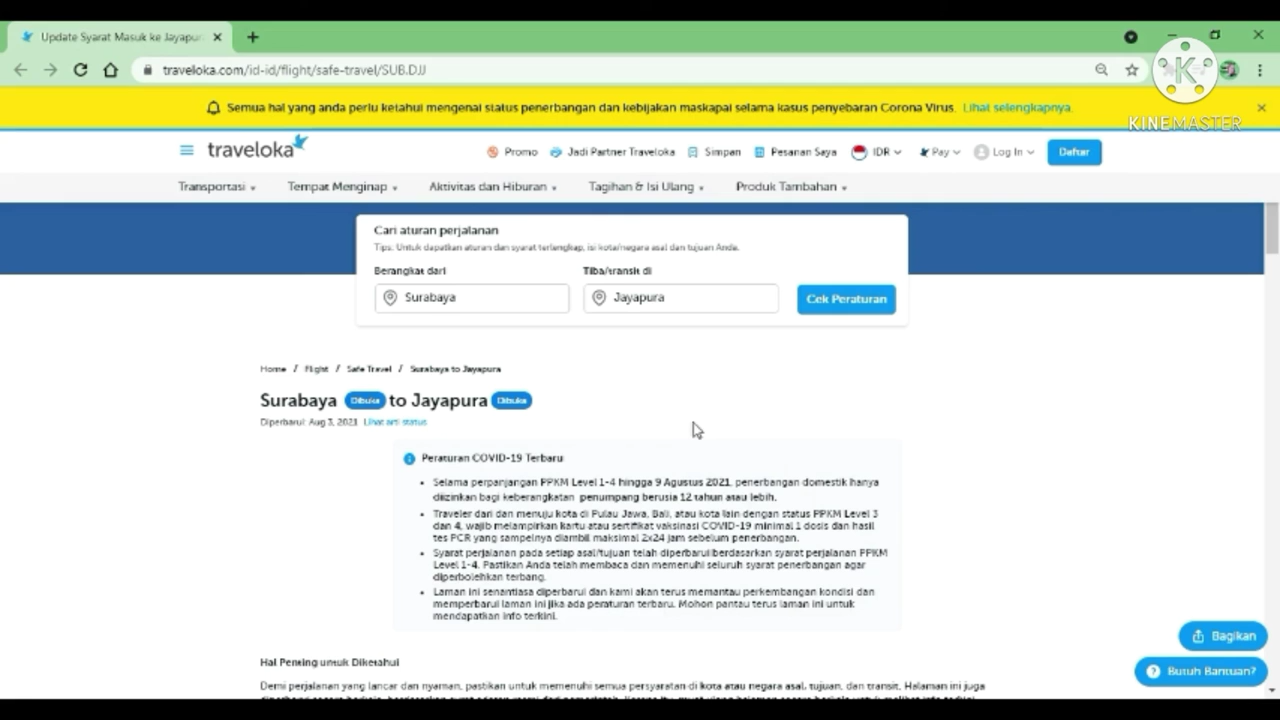 Update Syarat Masuk ke Jayapur
traveloka.com/id-id/flight/safe-travel/SUB.DJJ
KINEMASTER
Semua hal yang anda perlu ketahui mengenai status penerbangan dan kebijakan maskapai selama kasus penyebaran Corona Virus. Lihat selengkapnya.
traveloka
Promo Jadi Partner Traveloka Simpan Pesanan Saya IDR Pay Log In Daftar
Transportasi Tempat Menginap Aktivitas dan Hiburan Tagihan & Isi Ulang Produk Tambahan
Cari aturan perjalanan
Tips: Untuk dapatkan aturan dan syarat terlengkap, isi kota/negara asal dan tujuan Anda.
Berangkat dari Tiba/transit di
Surabaya Jayapura Cek Peraturan
Home / Flight / Safe Travel / Surabaya to Jayapura
Surabaya Dibuka to Jayapura Dibuka
Diperbarui: Aug 3, 2021 Lihat arti status
Peraturan COVID-19 Terbaru
• Selama perpanjangan PPKM Level 1-4 hingga 9 Agustus 2021, penerbangan domestik hanya
diizinkan bagi keberangkatan penumpang berusia 12 tahun atau lebih.
• Traveler dari dan menuju kota di Pulau Jawa, Bali, atau kota lain dengan status PPKM Level 3
dan 4, wajib melampirkan kartu atau sertifikat vaksinasi COVID-19 minimal 1 dosis dan hasil
tes PCR yang sampelnya diambil maksimal 2x24 jam sebelum penerbangan.
• Syarat perjalanan pada setiap asal/tujuan telah diperbarui berdasarkan syarat perjalanan PPKM
Level 1-4. Pastikan Anda telah membaca dan memenuhi seluruh syarat penerbangan agar
diperbolehkan terbang.
• Laman ini senantiasa diperbarui dan kami akan terus memantau perkembangan kondisi dan
memperbarui laman ini jika ada peraturan terbaru. Mohon pantau terus laman ini untuk
mendapatkan info terkini.
Bagikan
Hal Penting untuk Diketahui
Butuh Bantuan?
Demi perjalanan yang lancar dan nyaman, pastikan untuk memenuhi semua persyaratan di kota atau negara asal, tujuan, dan transit. Halaman ini juga